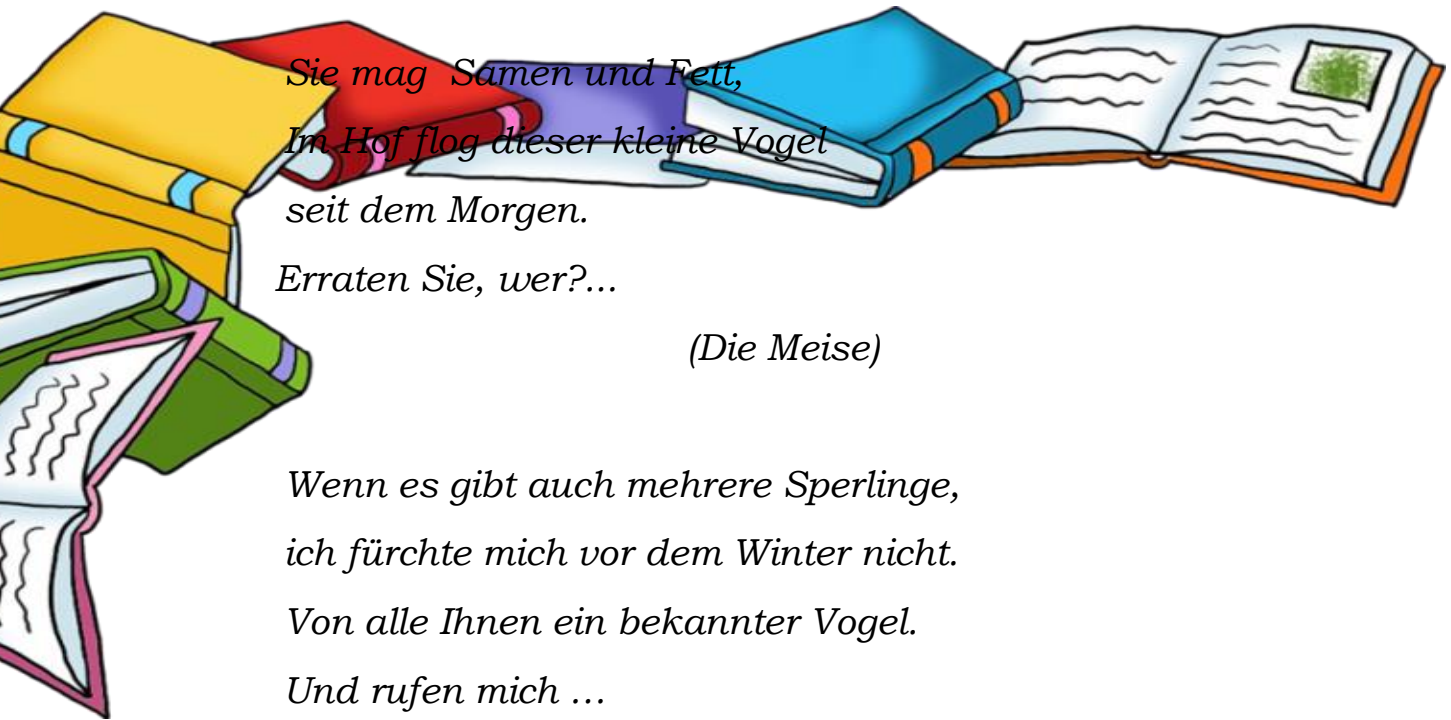 Sie mag Samen und Fett,
Im Hof flog dieser kleine Vogel
seit dem Morgen.
Erraten Sie, wer?...
(Die Meise)
Wenn es gibt auch mehrere Sperlinge,
ich fürchte mich vor dem Winter nicht.
Von alle Ihnen ein bekannter Vogel.
Und rufen mich …